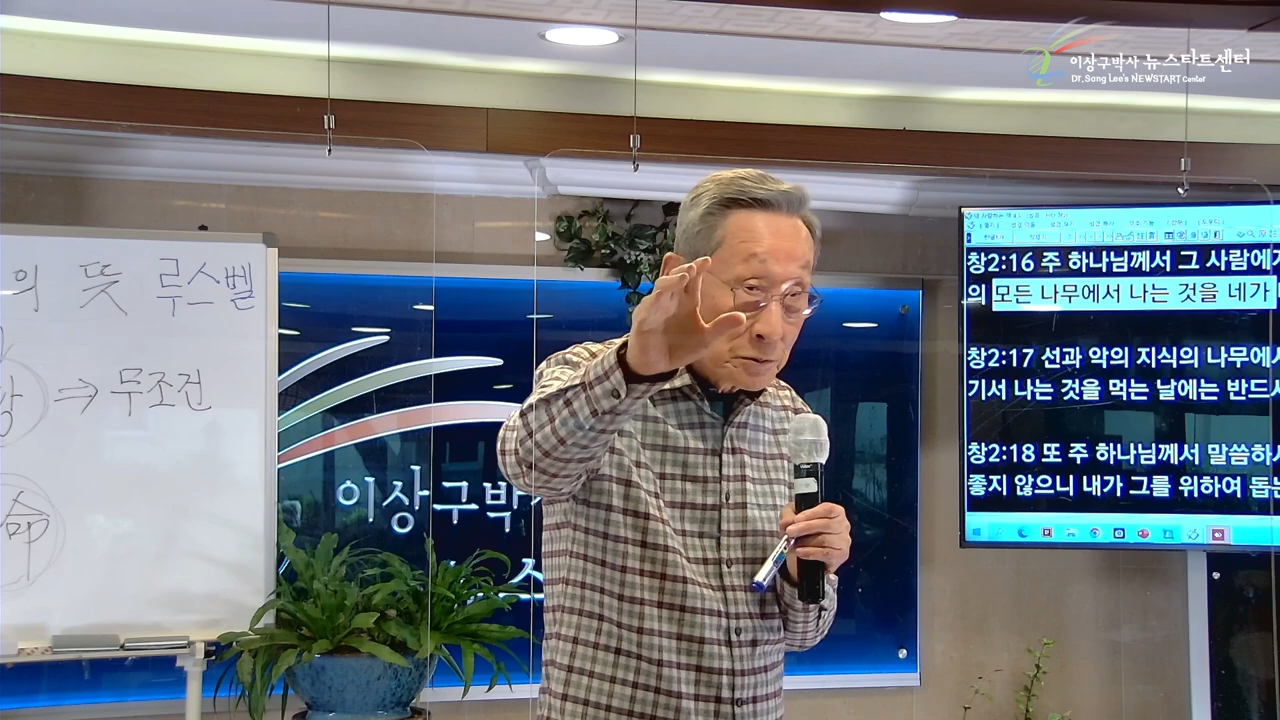 이상구박사 뉴스타트센터
Dr. Sang Lee's NEWSTART Center
의 뜻 루스벨
⇒ 무조건
命
이상구박
스
창2:16 주 하나님께서 그 사람에게
의 모든 나무에서 나는 것을 네가
창2:17 선과 악의 지식의 나무에서
기서 나는 것을 먹는 날에는 반드시
창2:18 또 주 하나님께서 말씀하시
좋지 않으니 내가 그를 위하여 돕는